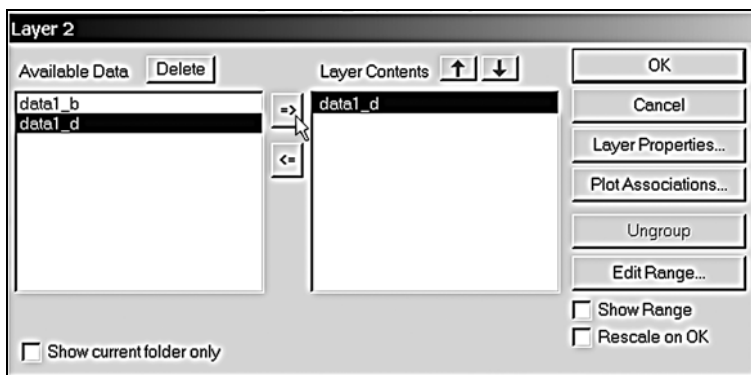 Layer 2
Available Data
Delete
data1_b
data1_d
=>
<=
Layer Contents
data1_d
OK
Cancel
Layer Properties...
Plot Associations...
Ungroup
Edit Range...
Show Range
Rescale on OK
Show current folder only